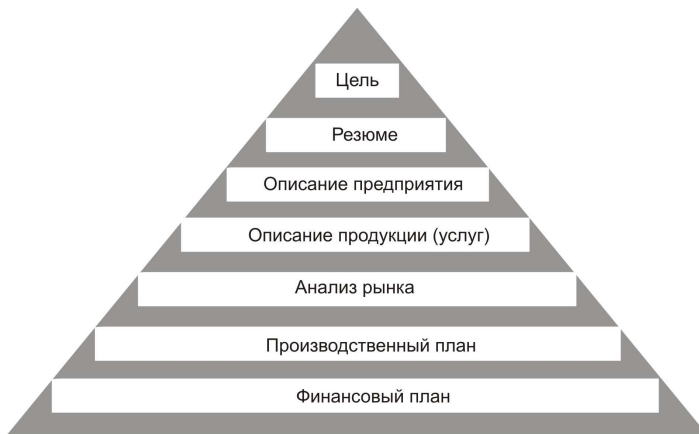 Цель
Резюме
Описание предприятия
Описание продукции (услуг)
Анализ рынка
Производственный план
Финансовый план